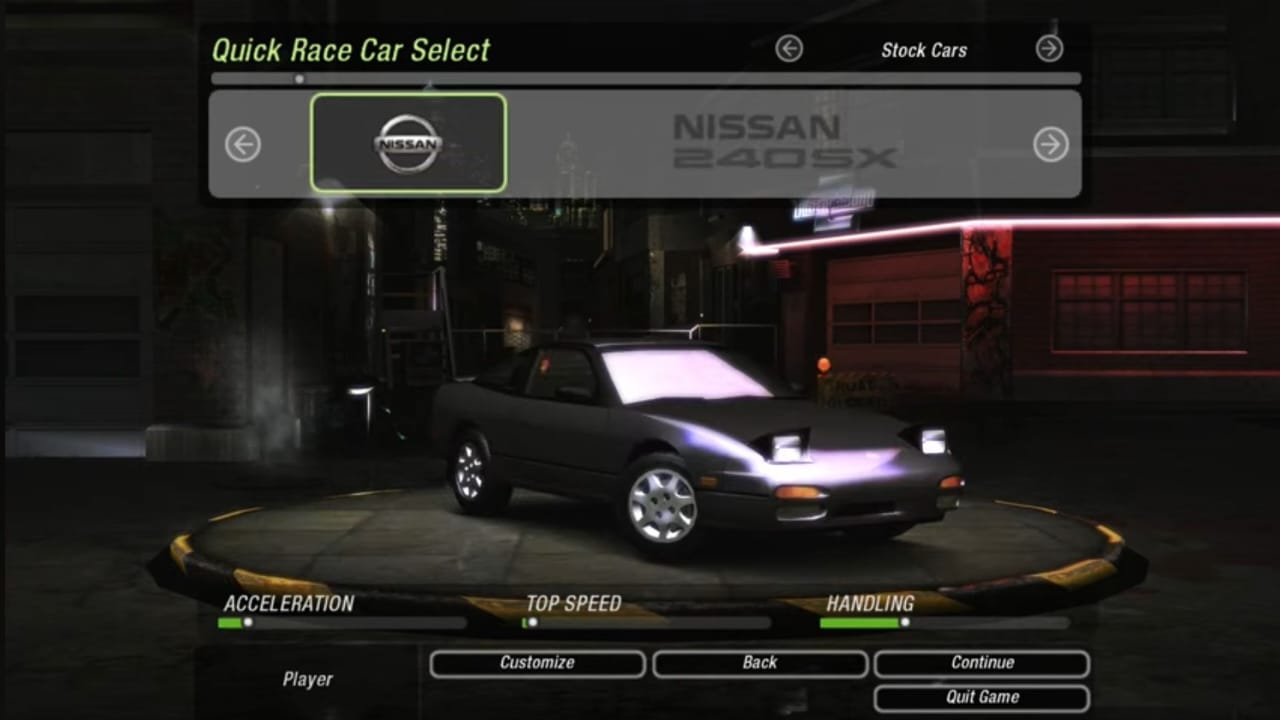 Quick Race Car Select
Stock Cars
NISSAN
NISSAN
240SX
ACCELERATION
TOP SPEED
HANDLING
Player
Customize
Back
Continue
Quit Game